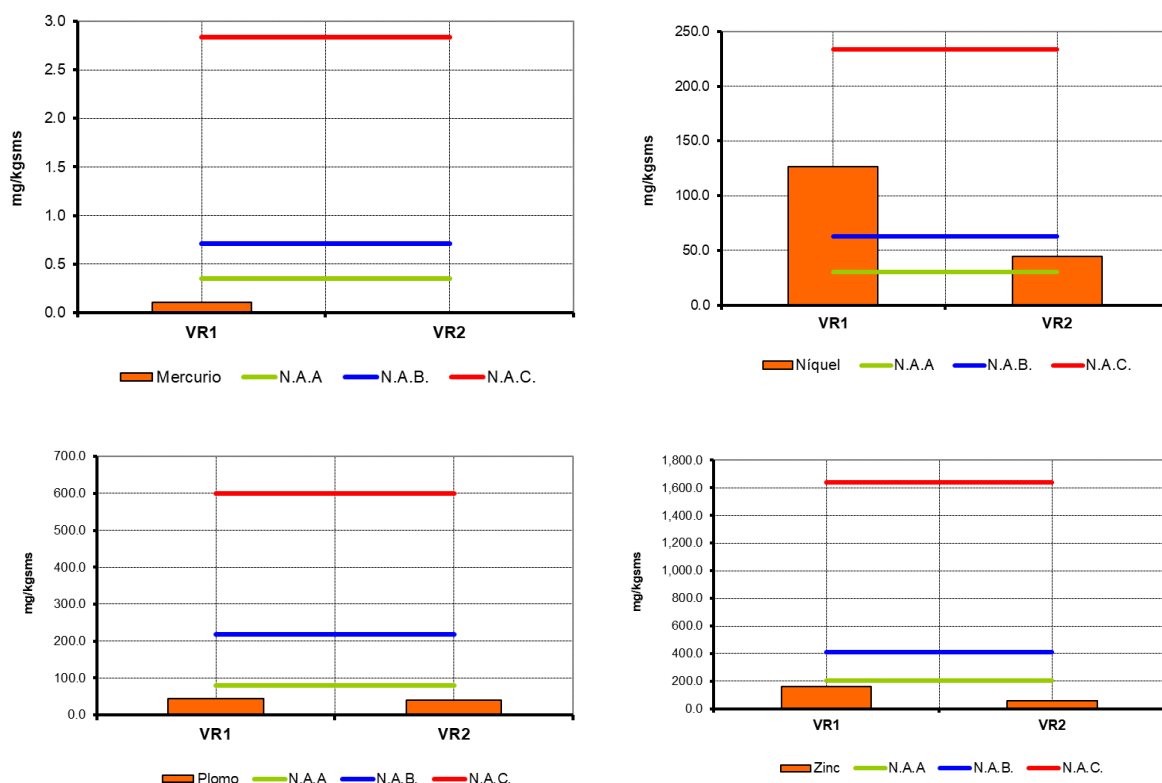 3.0
2.5
2.0
1.5
1.0
0.5
0.0
mg/kgsms
VR1 VR2
Mercurio N.A.A N.A.B. N.A.C.
250.0
200.0
150.0
100.0
50.0
0.0
mg/kgsms
VR1 VR2
Níquel N.A.A N.A.B. N.A.C.
700.0
600.0
500.0
400.0
300.0
200.0
100.0
0.0
mg/kgsms
VR1 VR2
Plomo N.A.A N.A.B. N.A.C.
1,800.0
1,600.0
1,400.0
1,200.0
1,000.0
800.0
600.0
400.0
200.0
0.0
mg/kgsms
VR1 VR2
Zinc N.A.A N.A.B. N.A.C.